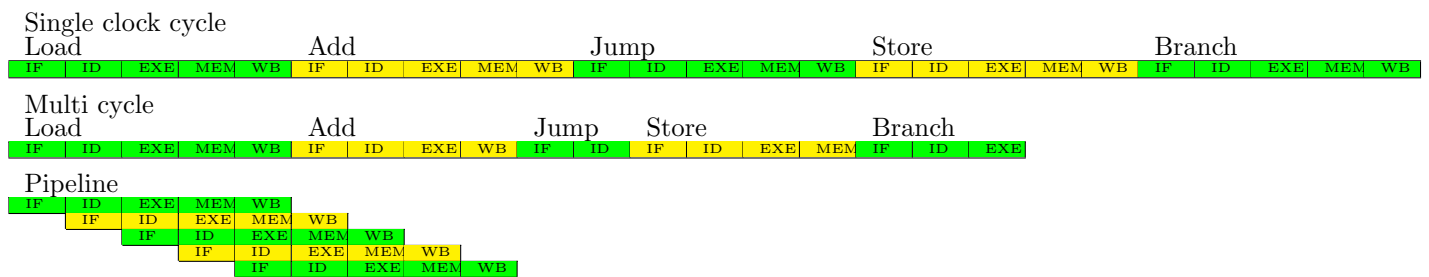 Single clock cycle
Load Add Jump Store Branch
IF ID EXE MEM WB IF ID EXE MEM WB IF ID EXE MEM WB IF ID EXE MEM WB IF ID EXE MEM WB
Multi cycle
Load Add Jump Store Branch
IF ID EXE MEM WB IF ID EXE WB IF ID IF ID EXE MEM IF ID EXE
Pipeline
IF ID EXE MEM WB
IF ID EXE MEM WB
IF ID EXE MEM WB
IF ID EXE MEM WB
IF ID EXE MEM WB